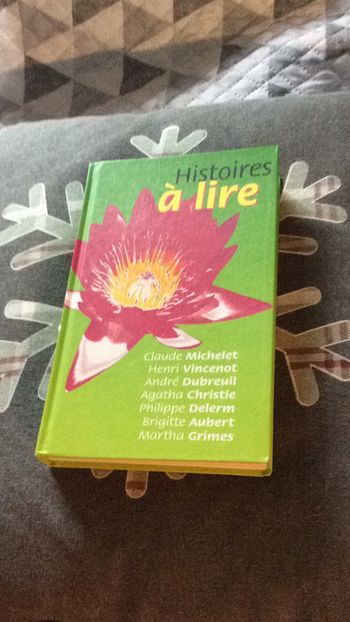 Histoires
à lire
Claude Michelet
Henri Vincenot
André Dubreuil
Agatha Christie
Philippe Delerm
Brigitte Aubert
Martha Grimes